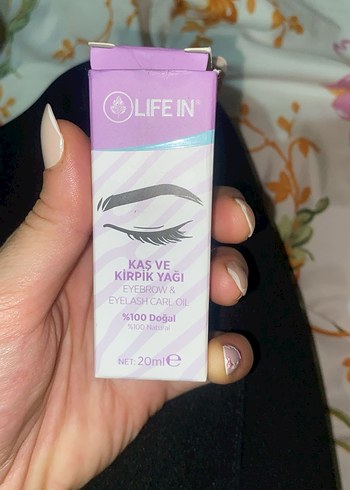 LIFE IN®
KAŞ VE
KİRPİK YAĞI
EYEBROW &
EYELASH CARE OIL
%100 Doğal
%100 Natural
NET: 20ml ℮